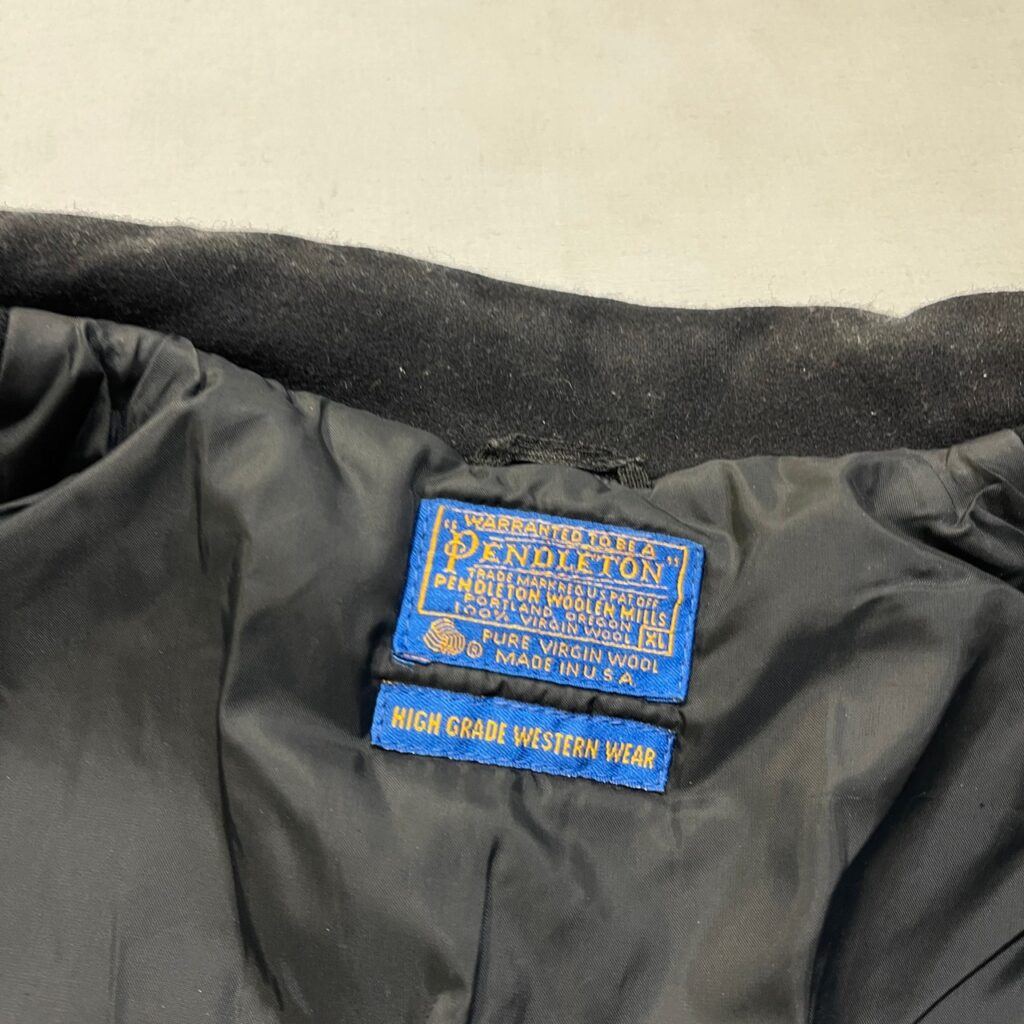 WARRANTED TO BE A
"PENDLETON"
TRADE MARK REG US PAT OFF
PENDLETON WOOLEN MILLS
PORTLAND, OREGON
100% VIRGIN WOOL XL
® PURE VIRGIN WOOL
MADE IN U.S.A
HIGH GRADE WESTERN WEAR